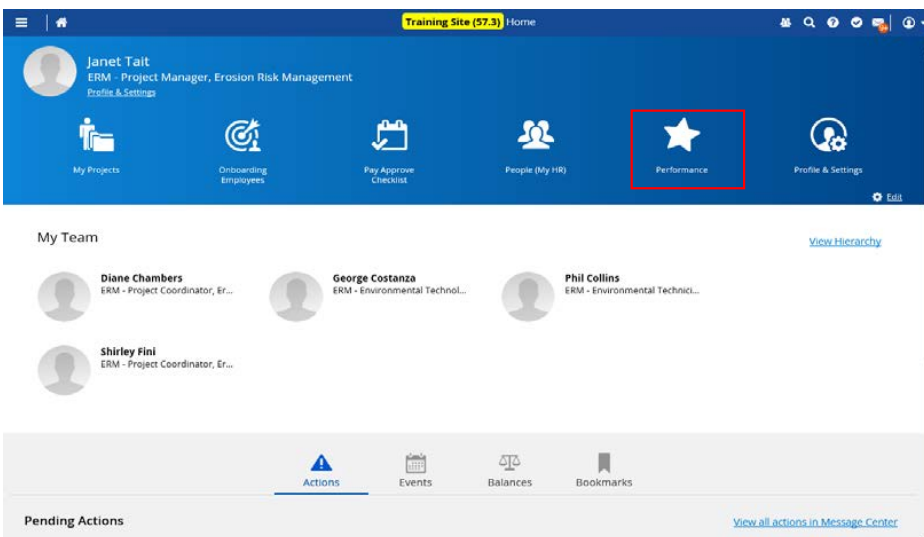 Training Site (57.3) Home
Janet Tait
ERM - Project Manager, Erosion Risk Management
Profile & Settings
My Projects
Onboarding Employees
Pay Approve Checklist
People (My HR)
Performance
Profile & Settings
Edit
My Team
View Hierarchy
Diane Chambers
ERM - Project Coordinator, Er...
George Costanza
ERM - Environmental Technol...
Phil Collins
ERM - Environmental Technici...
Shirley Fini
ERM - Project Coordinator, Er...
Actions
Events
Balances
Bookmarks
Pending Actions
View all actions in Message Center